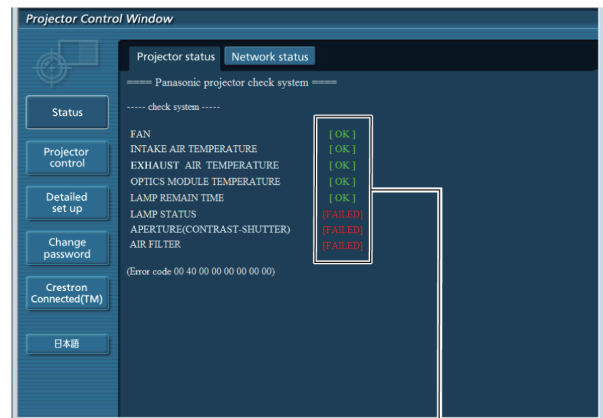 Projector Control Window
Projector status Network status
==== Panasonic projector check system ====
----- check system -----
FAN [ OK ]
INTAKE AIR TEMPERATURE [ OK ]
EXHAUST AIR TEMPERATURE [ OK ]
OPTICS MODULE TEMPERATURE [ OK ]
LAMP REMAIN TIME [ OK ]
LAMP STATUS [FAILED]
APERTURE(CONTRAST-SHUTTER) [FAILED]
AIR FILTER [FAILED]
(Error code 00 40 00 00 00 00 00 00)
Status
Projector
control
Detailed
set up
Change
password
Crestron
Connected(TM)
日本語